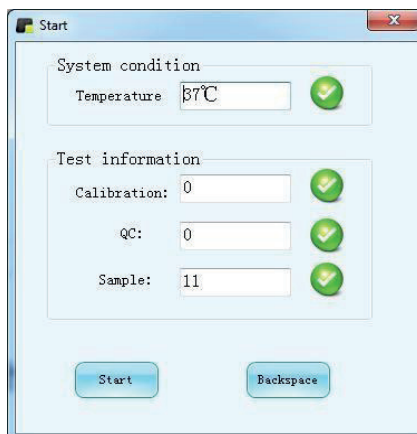 Start
System condition
Temperature 37℃
Test information
Calibration: 0
QC: 0
Sample: 11
Start Backspace